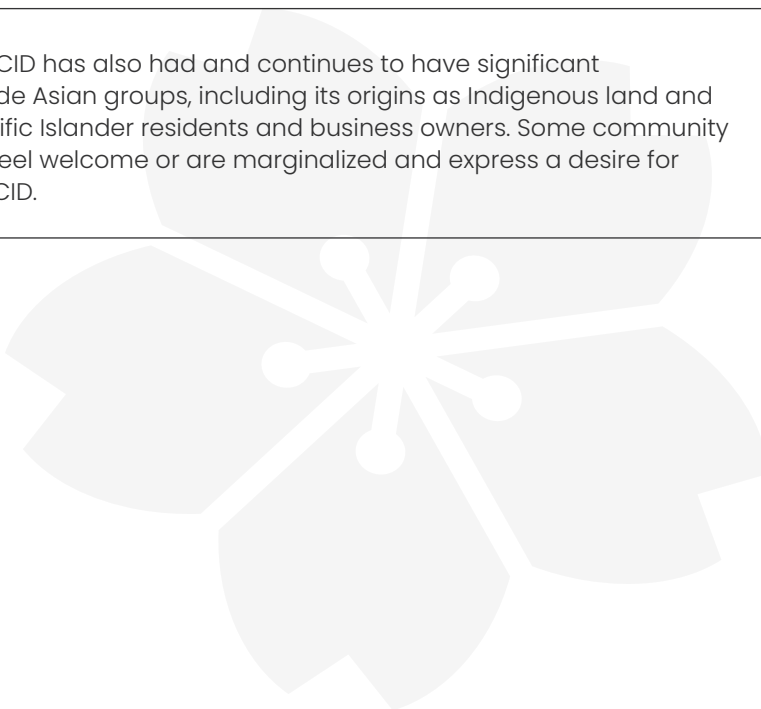 CID has also had and continues to have significant
de Asian groups, including its origins as Indigenous land and
ific Islander residents and business owners. Some community
eel welcome or are marginalized and express a desire for
CID.